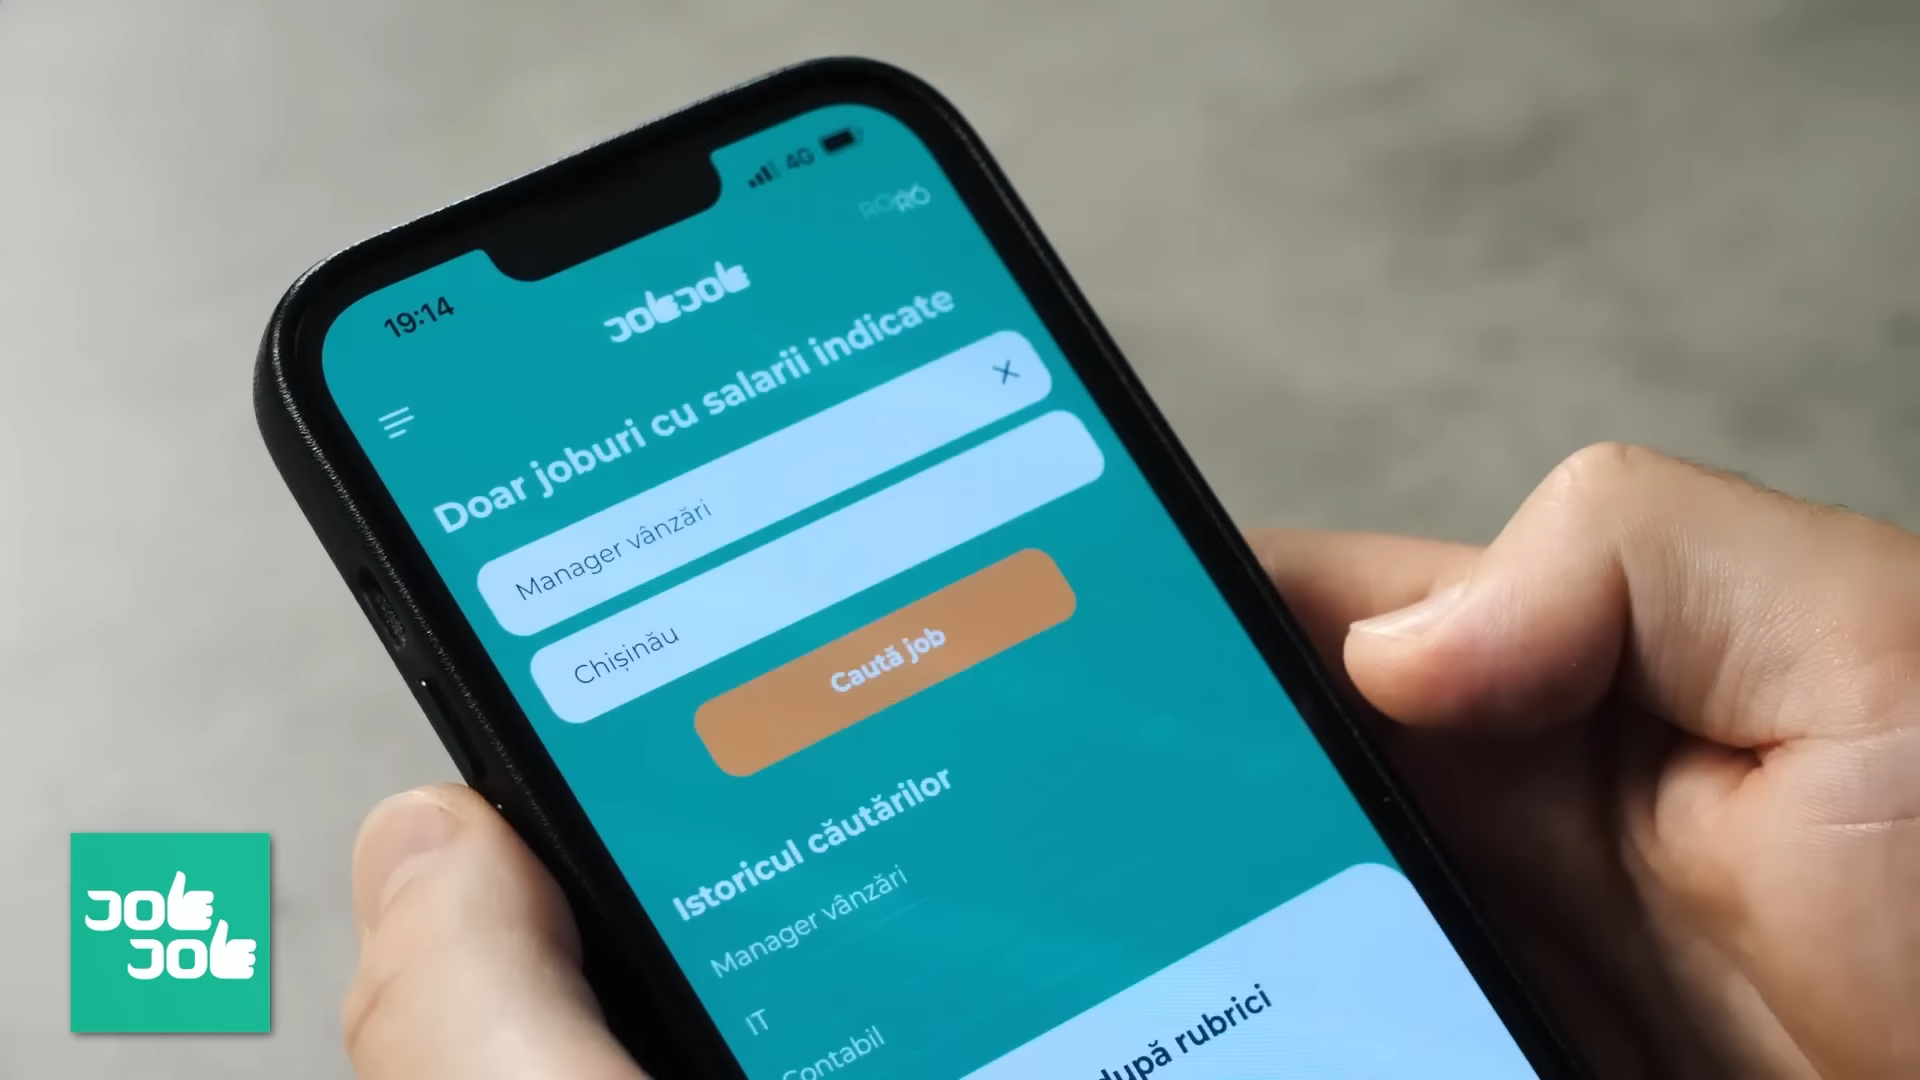 19:14
4G
JOBJOB
Doar joburi cu salarii indicate
Manager vânzări
Chișinău
Caută job
Istoricul căutărilor
Manager vânzări
IT
Contabil
după rubrici
JOB
JOB